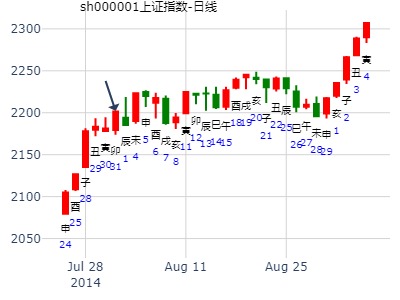 sh000001上证指数-日线
2300
2250
2200
2150
2100
2050
申
24
酉
25
子
28
丑
29
寅
30
卯
31
辰
1
未
4
申
5
酉
6
戌
7
亥
8
寅
11
卯
12
辰
13
巳
14
午
15
酉
18
戌
19
亥
20
子
21
丑
22
辰
25
巳
26
午
27
未
28
申
29
亥
1
子
2
丑
3
寅
4
Jul 28
2014
Aug 11
Aug 25